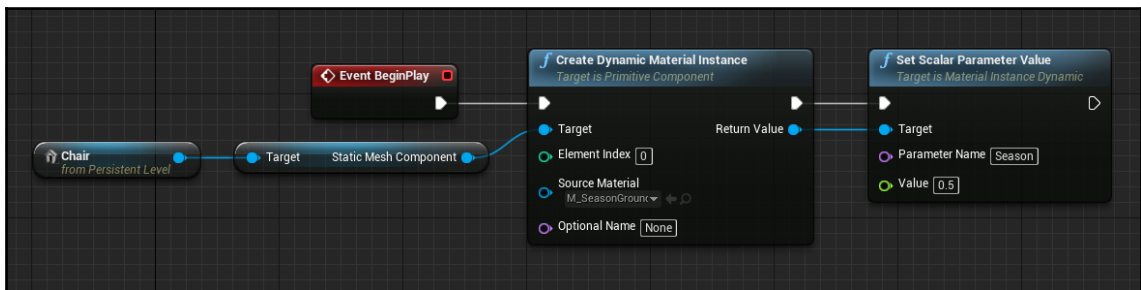 Event BeginPlay
Chair
from Persistent Level
Target
Static Mesh Component
Create Dynamic Material Instance
Target is Primitive Component
Target
Return Value
Element Index 0
Source Material
M_SeasonGround
Optional Name None
Set Scalar Parameter Value
Target is Material Instance Dynamic
Target
Parameter Name Season
Value 0.5